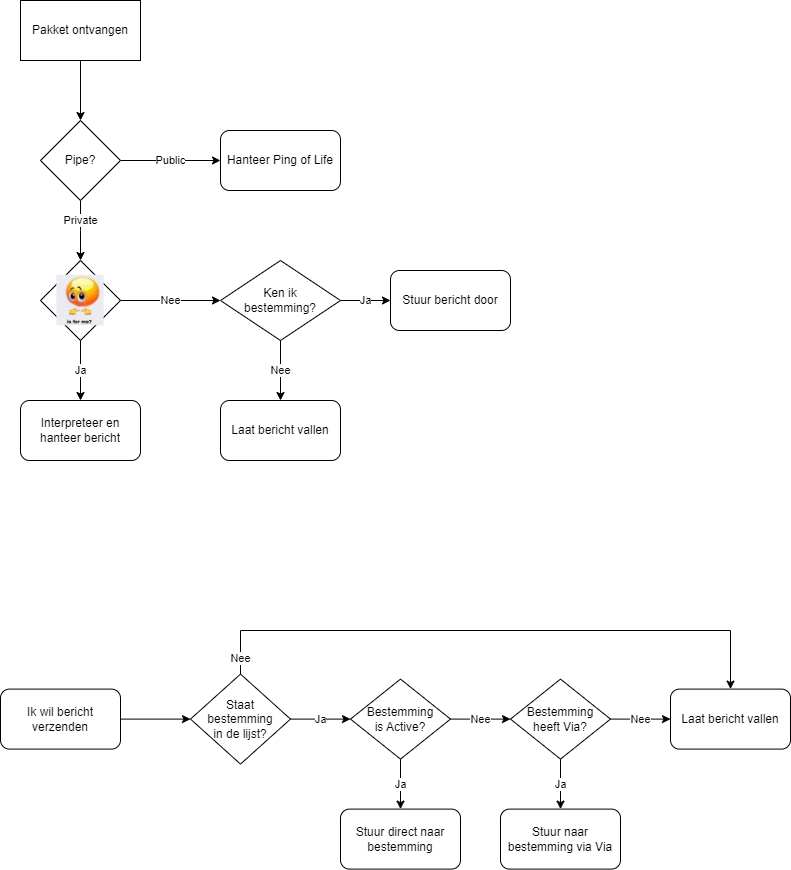 Pakket ontvangen
Pipe?
Public
Hanteer Ping of Life
Private
is for me?
Nee
Ken ik
bestemming?
Ja
Stuur bericht door
Ja
Nee
Interpreteer en
hanteer bericht
Laat bericht vallen
Nee
Ik wil bericht
verzenden
Staat
bestemming
in de lijst?
Ja
Bestemming
is Active?
Nee
Bestemming
heeft Via?
Nee
Laat bericht vallen
Ja
Ja
Stuur direct naar
bestemming
Stuur naar
bestemming via Via